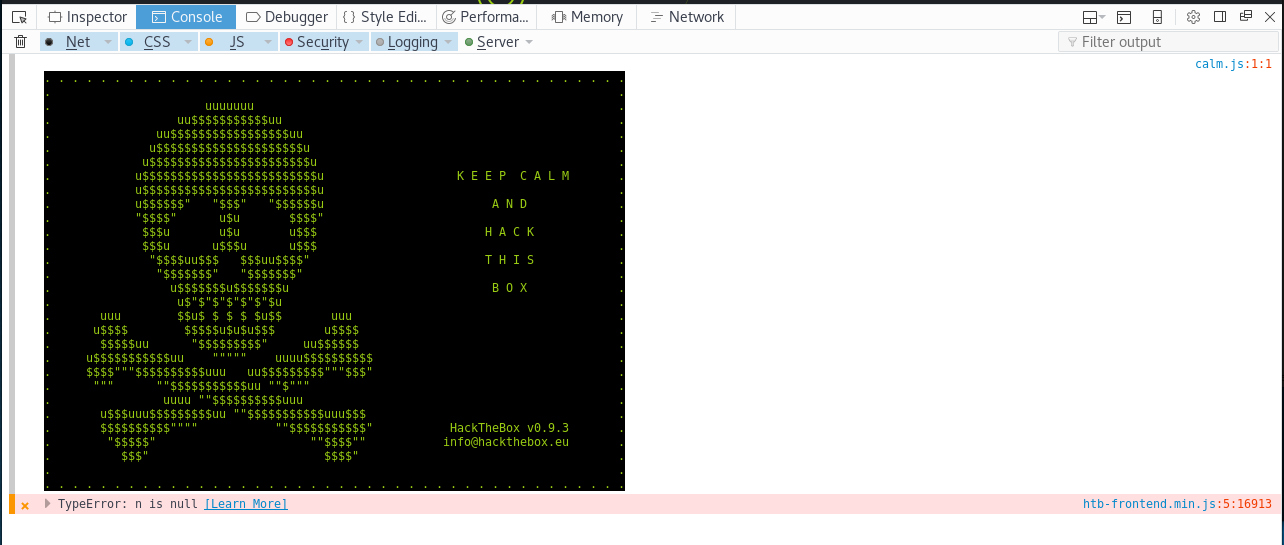 Inspector Console Debugger Style Edi... Performa... Memory Network
Net CSS JS Security Logging Server Filter output
calm.js:1:1
. . . . . . . . . . . . . . . . . . . . . . . . . . . . . . . . . . . . . . . . . .
uuuuuuu
uu$$$$$$$$$$$uu
uu$$$$$$$$$$$$$$$$$uu
u$$$$$$$$$$$$$$$$$$$$$u
u$$$$$$$$$$$$$$$$$$$$$$$u
u$$$$$$$$$$$$$$$$$$$$$$$$$u K E E P C A L M
u$$$$$$$$$$$$$$$$$$$$$$$$$u
u$$$$$$" "$$$" "$$$$$$u A N D
"$$$$" u$u $$$$"
$$$u u$u u$$$ H A C K
$$$u u$$$u u$$$
"$$$$uu$$$ $$$uu$$$$" T H I S
"$$$$$$$" "$$$$$$$"
u$$$$$$$u$$$$$$$u B O X
u$"$"$"$"$"$"$u
uuu $$u$ $ $ $ $u$$ uuu
u$$$$ $$$$$u$u$u$$$ u$$$$
$$$$$uu "$$$$$$$$$" uu$$$$$$
u$$$$$$$$$$$uu """"" uuuu$$$$$$$$$$
$$$$"""$$$$$$$$$$uuu uu$$$$$$$$$"""$$$"
""" ""$$$$$$$$$$$uu ""$"""
uuuu ""$$$$$$$$$$uuu
u$$$uuu$$$$$$$$$uu ""$$$$$$$$$$$uuu$$$
$$$$$$$$$$"""" ""$$$$$$$$$$$" HackTheBox v0.9.3
"$$$$$" ""$$$$"" info@hackthebox.eu
$$$" $$$$"
. . . . . . . . . . . . . . . . . . . . . . . . . . . . . . . . . . . . . . . . . .
TypeError: n is null [Learn More] htb-frontend.min.js:5:16913